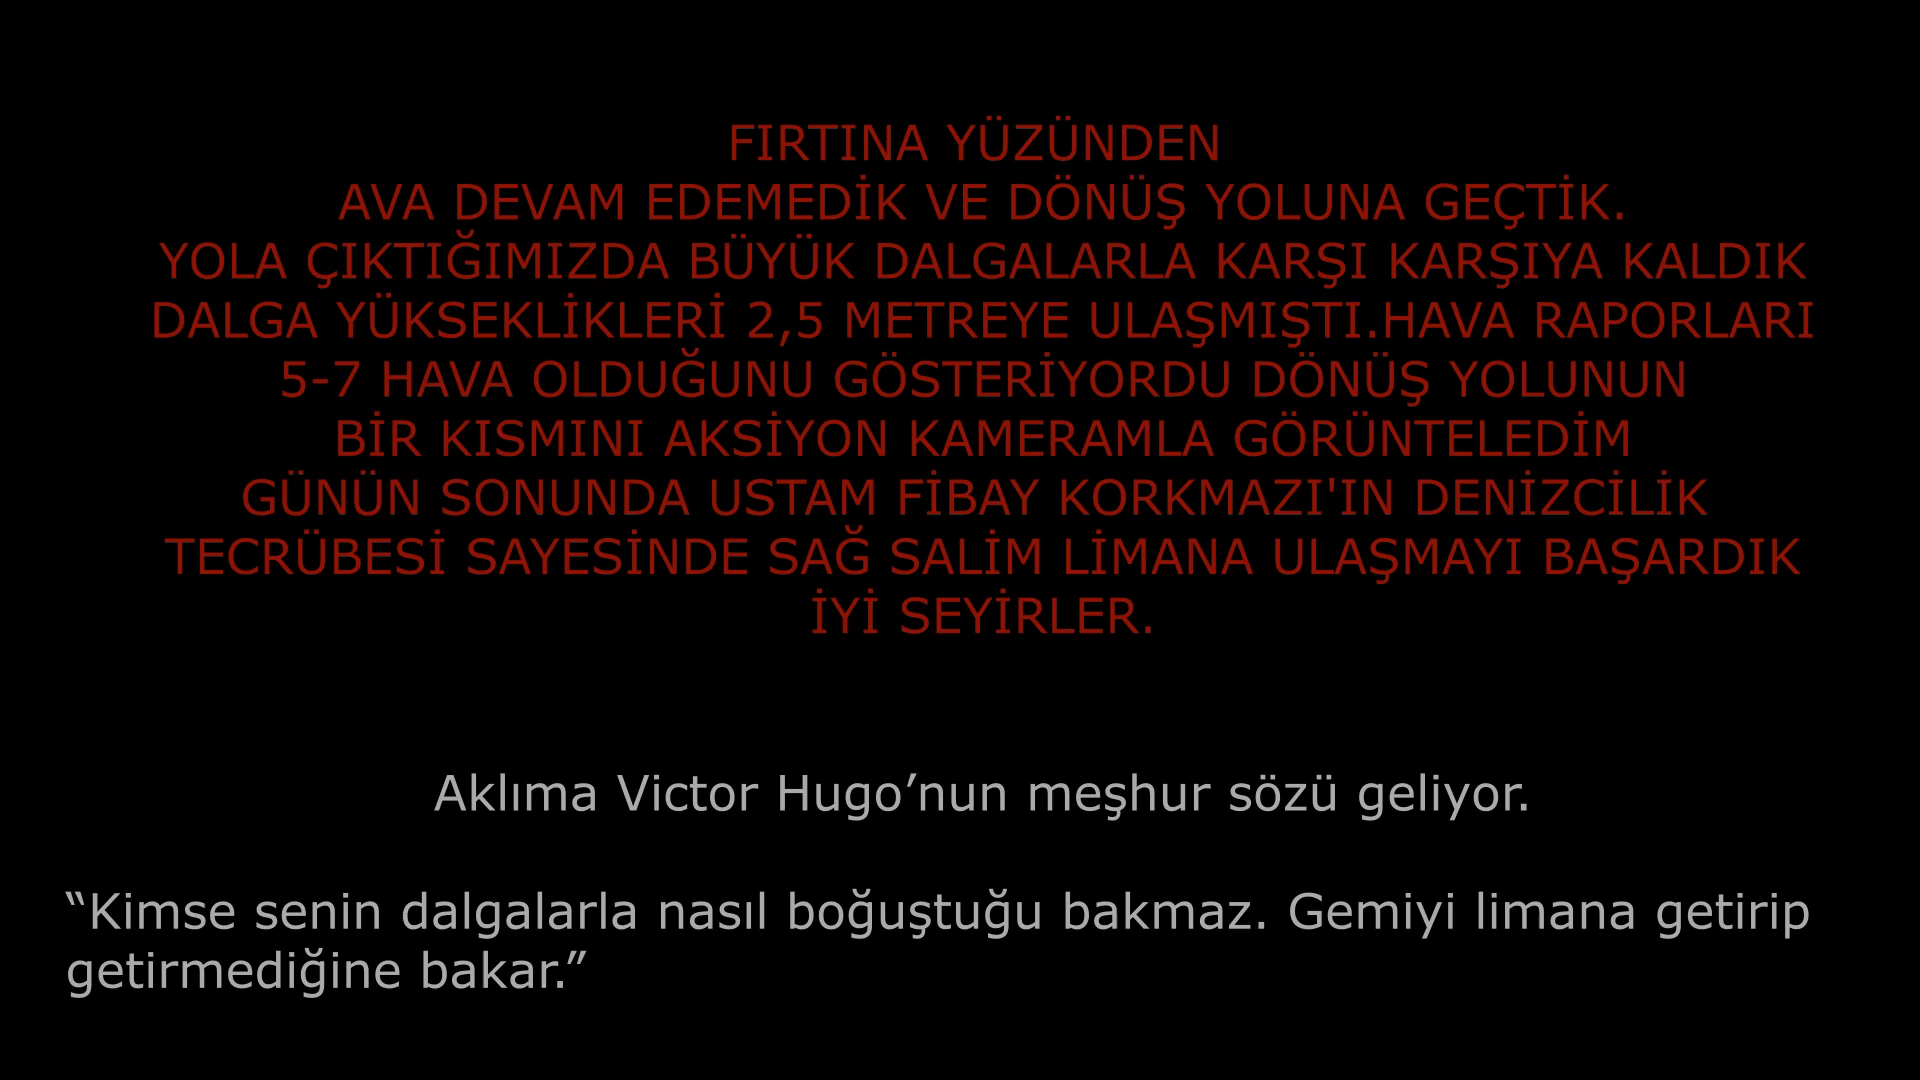 FIRTINA YÜZÜNDEN
AVA DEVAM EDEMEDİK VE DÖNÜŞ YOLUNA GEÇTİK.
YOLA ÇIKTIĞIMIZDA BÜYÜK DALGALARLA KARŞI KARŞIYA KALDIK
DALGA YÜKSEKLİKLERİ 2,5 METREYE ULAŞMIŞTI.HAVA RAPORLARI
5-7 HAVA OLDUĞUNU GÖSTERİYORDU DÖNÜŞ YOLUNUN
BİR KISMINI AKSİYON KAMERAMLA GÖRÜNTELEDİM
GÜNÜN SONUNDA USTAM FİBAY KORKMAZI'IN DENİZCİLİK
TECRÜBESİ SAYESİNDE SAĞ SALİM LİMANA ULAŞMAYI BAŞARDIK
İYİ SEYİRLER.
Aklıma Victor Hugo’nun meşhur sözü geliyor.
“Kimse senin dalgalarla nasıl boğuştuğu bakmaz. Gemiyi limana getirip
getirmediğine bakar.”